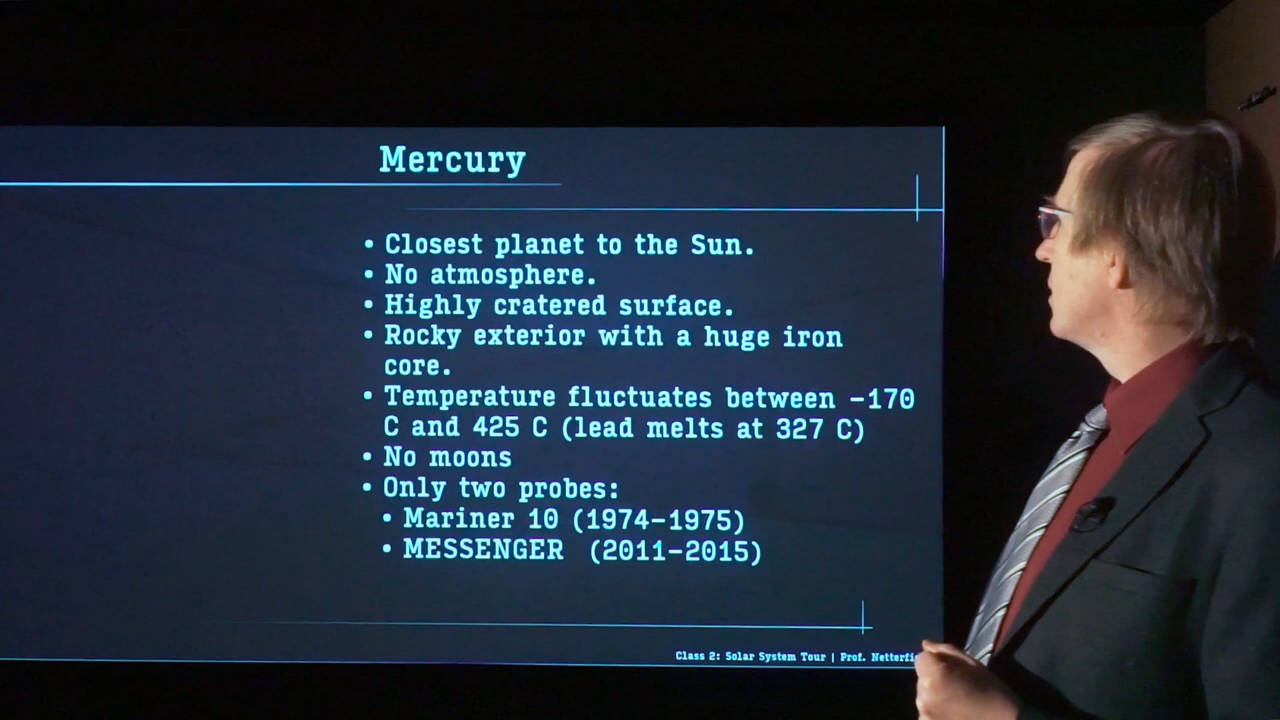 Mercury
• Closest planet to the Sun.
• No atmosphere.
• Highly cratered surface.
• Rocky exterior with a huge iron
core.
• Temperature fluctuates between -170
C and 425 C (lead melts at 327 C)
• No moons
• Only two probes:
• Mariner 10 (1974-1975)
• MESSENGER (2011-2015)
Class 2: Solar System Tour | Prof.